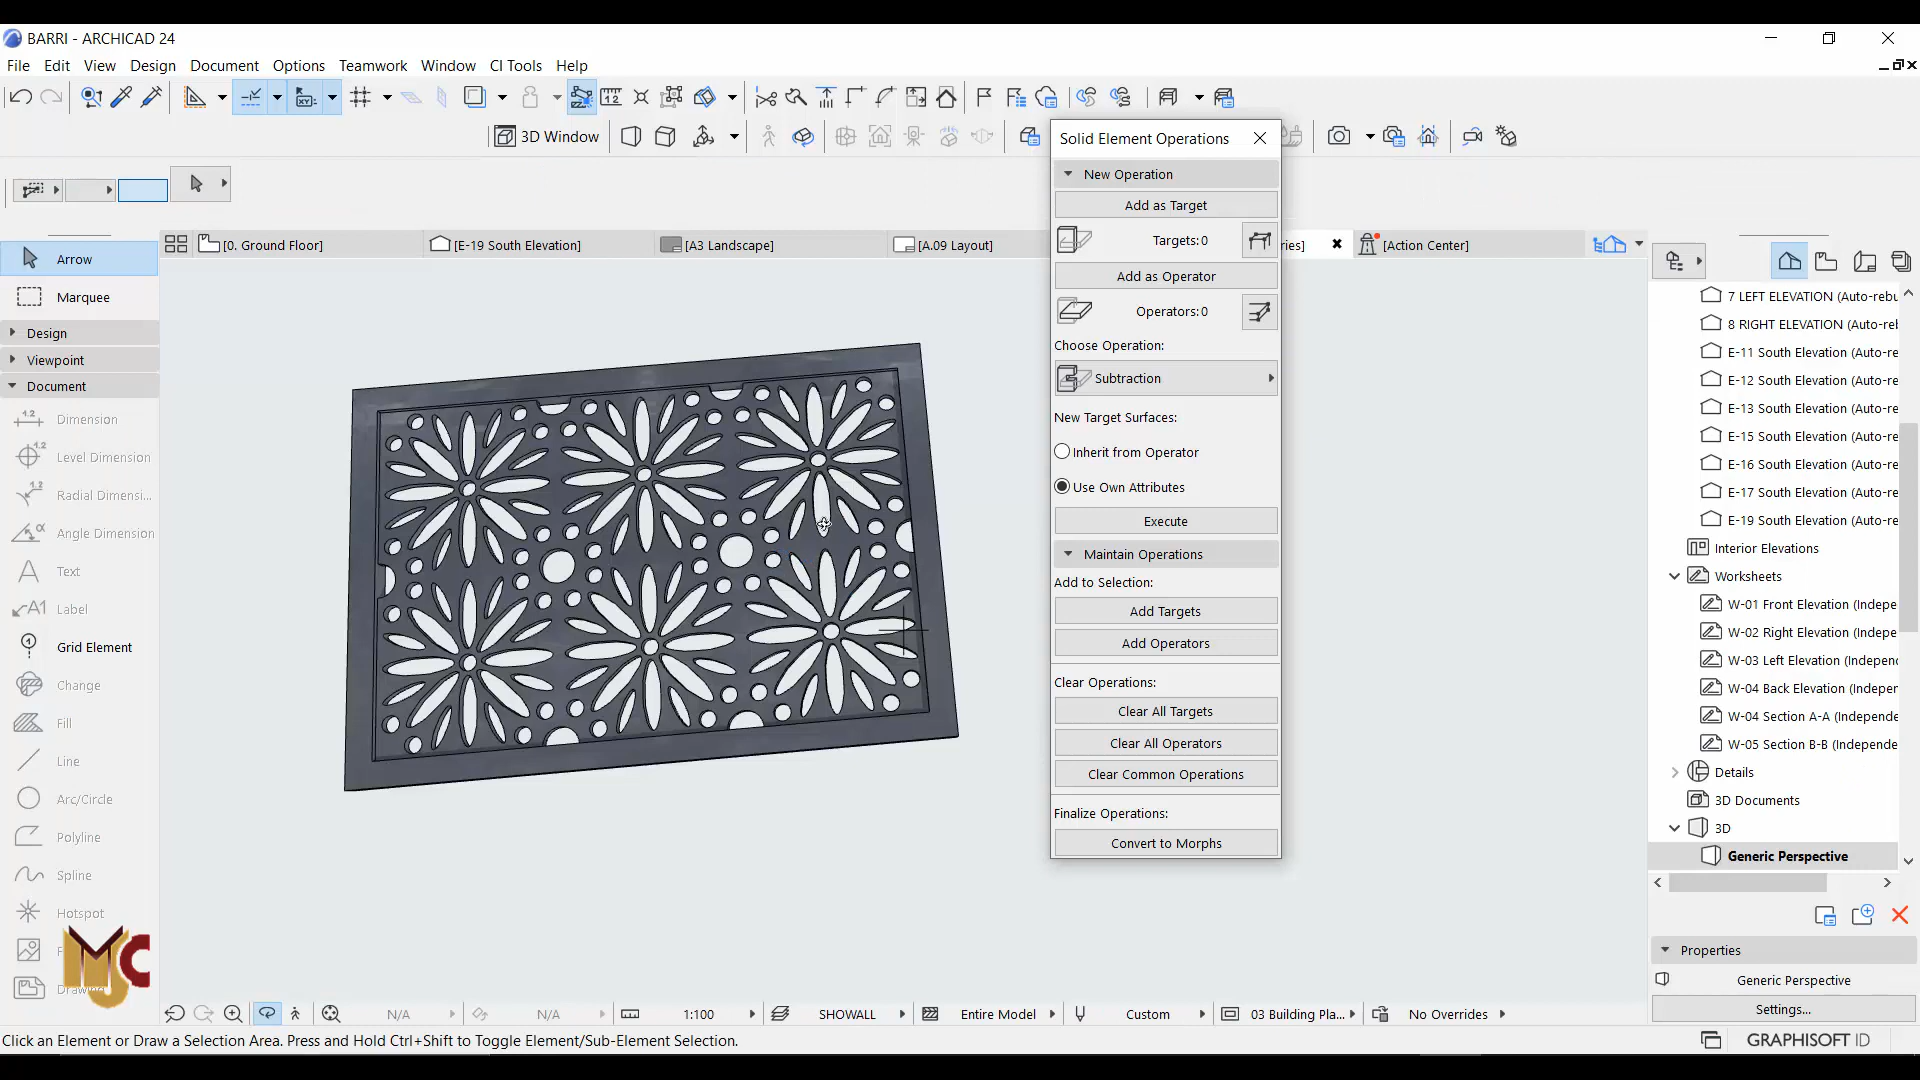 BARRI - ARCHICAD 24
File Edit View Design Document Options Teamwork Window CI Tools Help
3D Window
[0. Ground Floor] [E-19 South Elevation] [A3 Landscape] [A.09 Layout] ries] [Action Center]
Arrow
Marquee
Design
Viewpoint
Document
1.2 Dimension
1.2 Level Dimension
1.2 Radial Dimensi...
Angle Dimension
A Text
A1 Label
1 Grid Element
Change
Fill
Line
Arc/Circle
Polyline
Spline
Hotspot
MJC
Solid Element Operations
New Operation
Add as Target
Targets:0
Add as Operator
Operators:0
Choose Operation:
Subtraction
New Target Surfaces:
Inherit from Operator
Use Own Attributes
Execute
Maintain Operations
Add to Selection:
Add Targets
Add Operators
Clear Operations:
Clear All Targets
Clear All Operators
Clear Common Operations
Finalize Operations:
Convert to Morphs
7 LEFT ELEVATION (Auto-rebu
8 RIGHT ELEVATION (Auto-rel
E-11 South Elevation (Auto-re
E-12 South Elevation (Auto-re
E-13 South Elevation (Auto-re
E-15 South Elevation (Auto-re
E-16 South Elevation (Auto-re
E-17 South Elevation (Auto-re
E-19 South Elevation (Auto-re
Interior Elevations
Worksheets
W-01 Front Elevation (Indepe
W-02 Right Elevation (Indepe
W-03 Left Elevation (Indepen
W-04 Back Elevation (Indepen
W-04 Section A-A (Independe
W-05 Section B-B (Independe
Details
3D Documents
3D
Generic Perspective
Properties
Generic Perspective
Settings...
N/A N/A 1:100 SHOWALL Entire Model Custom 03 Building Pla... No Overrides
Click an Element or Draw a Selection Area. Press and Hold Ctrl+Shift to Toggle Element/Sub-Element Selection.
GRAPHISOFT ID